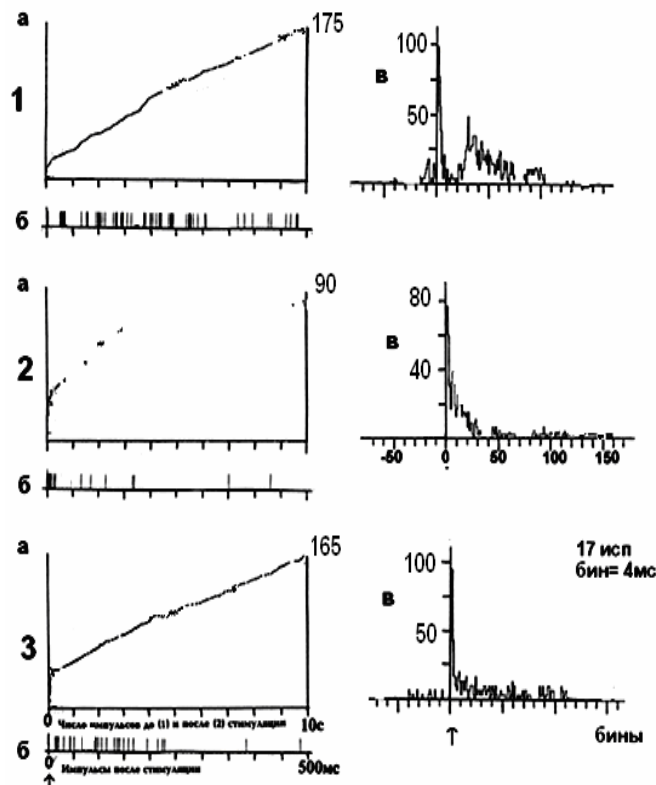 а
175
1
100
в
50
б
а
90
2
80
в
40
б
-50 0 50 100 150
а
165
3
17 исп
бин= 4мс
100
в
50
0 Число импульсов до (1) и после (2) стимуляции 10с
↑ бины
б
0 Импульсы после стимуляции 500мс
↑